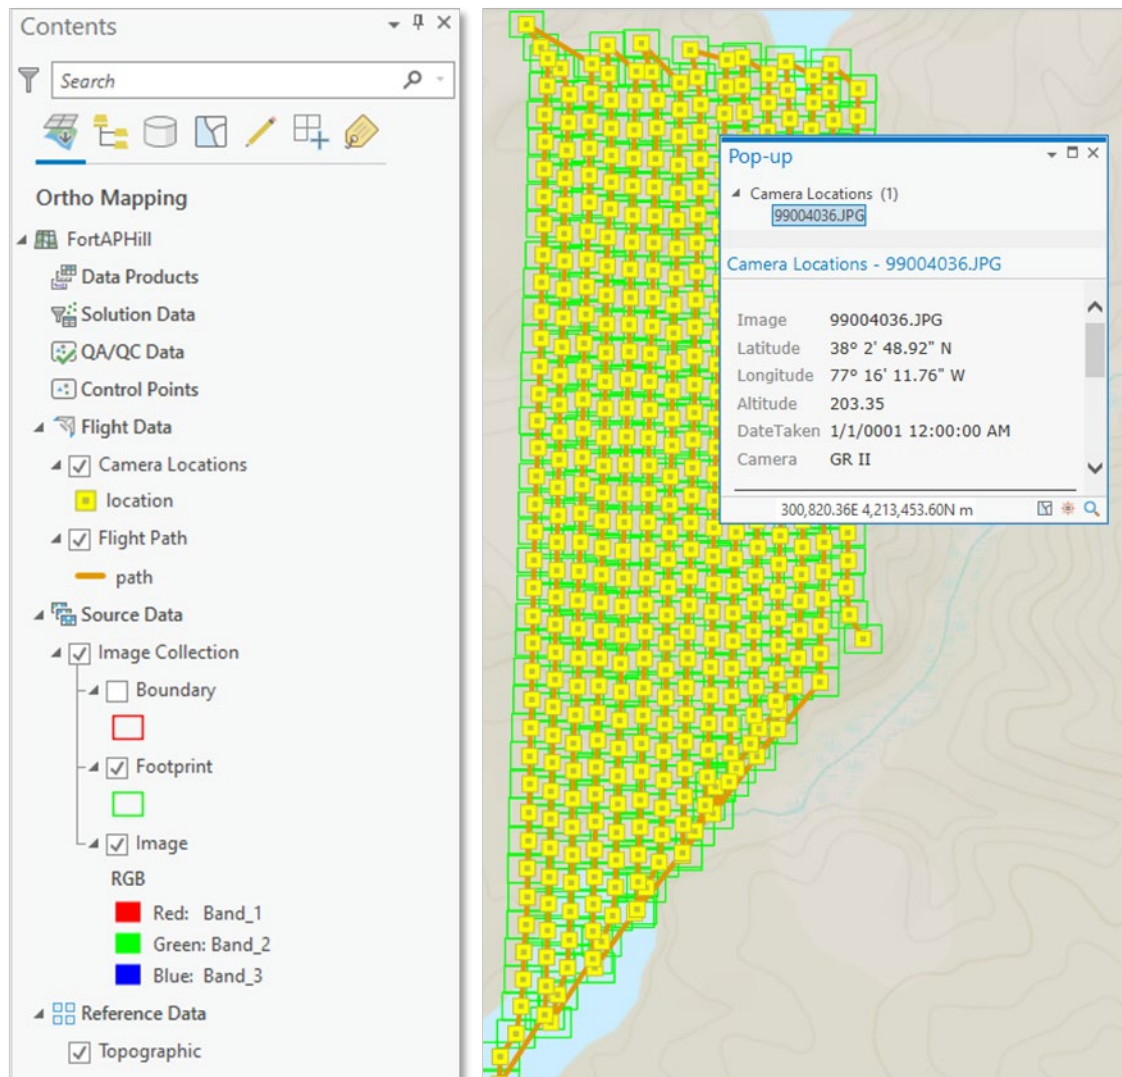 Contents
Search
Ortho Mapping
FortAPHill
Data Products
Solution Data
QA/QC Data
Control Points
Flight Data
Camera Locations
location
Flight Path
path
Source Data
Image Collection
Boundary
Footprint
Image
RGB
Red: Band_1
Green: Band_2
Blue: Band_3
Reference Data
Topographic
Pop-up
Camera Locations (1)
99004036.JPG
Camera Locations - 99004036.JPG
Image 99004036.JPG
Latitude 38° 2' 48.92" N
Longitude 77° 16' 11.76" W
Altitude 203.35
DateTaken 1/1/0001 12:00:00 AM
Camera GR II
300,820.36E 4,213,453.60N m